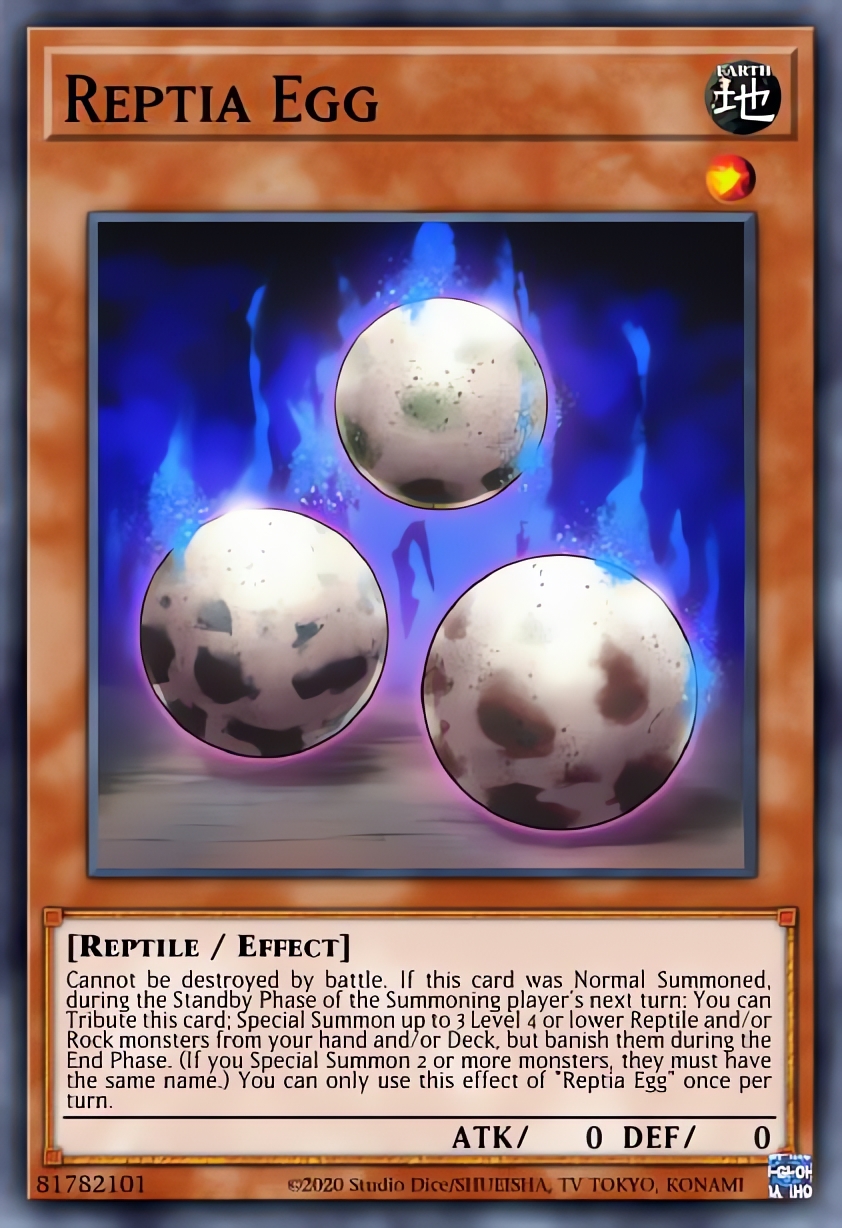 REPTIA EGG
EARTH
地
[REPTILE / EFFECT]
Cannot be destroyed by battle. If this card was Normal Summoned,
during the Standby Phase of the Summoning player's next turn: You can
Tribute this card; Special Summon up to 3 Level 4 or lower Reptile and/or
Rock monsters from your hand and/or Deck, but banish them during the
End Phase. (If you Special Summon 2 or more monsters, they must have
the same name.) You can only use this effect of "Reptia Egg" once per
turn.
ATK/ 0 DEF/ 0
81782101
©2020 Studio Dice/SHUEISHA, TV TOKYO, KONAMI